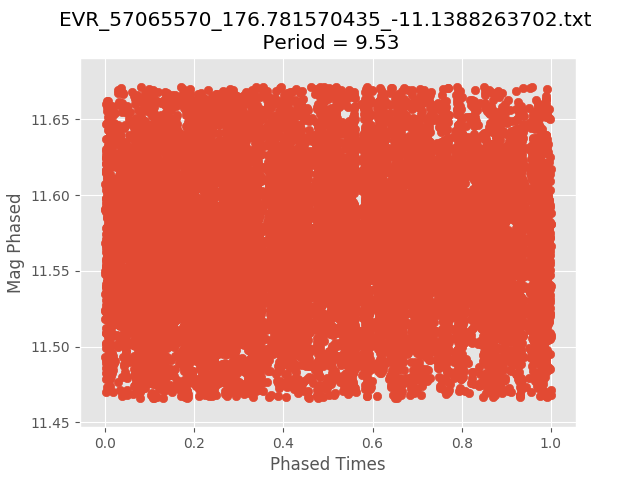 EVR_57065570_176.781570435_-11.1388263702.txt
Period = 9.53
Mag Phased
11.65
11.60
11.55
11.50
11.45
0.0 0.2 0.4 0.6 0.8 1.0
Phased Times